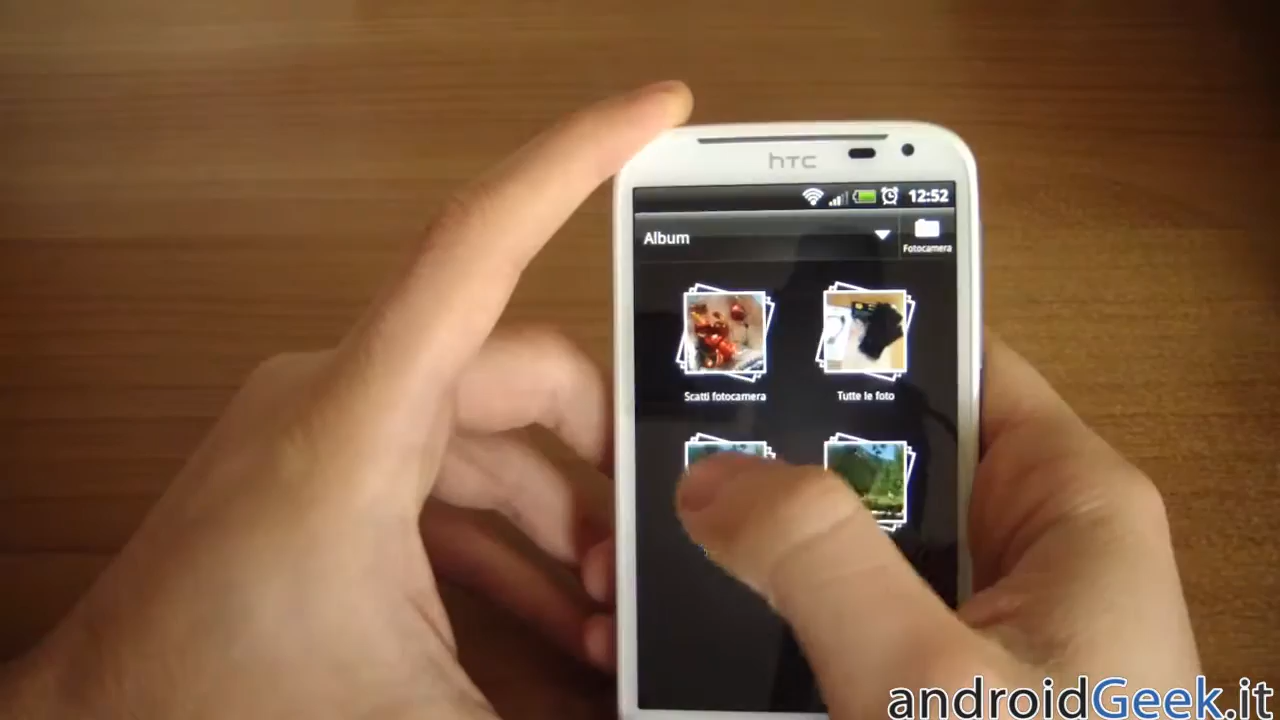 hTC
12:52
Album
Fotocamera
Scatti fotocamera
Tutte le foto
androidGeek.it